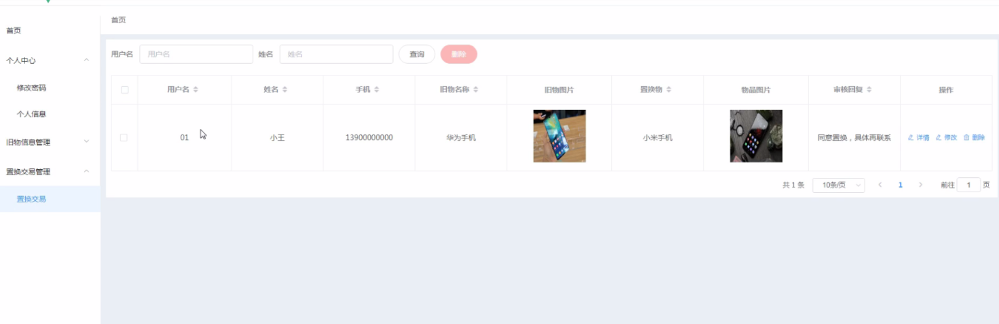 首页
个人中心
修改密码
个人信息
旧物信息管理
置换交易管理
置换交易
首页
用户名 用户名 姓名 姓名 查询 删除
用户名 姓名 手机 旧物名称 旧物图片 置换物 物品图片 审核回复 操作
01 小王 13900000000 华为手机 小米手机 同意置换，具体再联系 详情 修改 删除
共 1 条 10条/页 1 前往 1 页